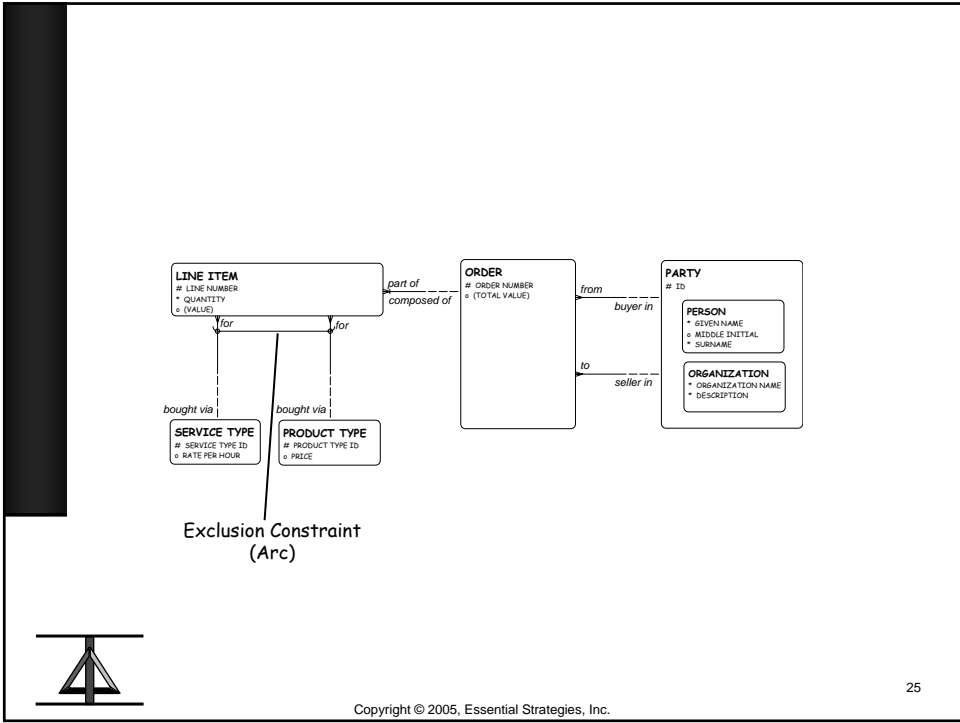 LINE ITEM
# LINE NUMBER
* QUANTITY
o (VALUE)
part of
composed of
ORDER
# ORDER NUMBER
o (TOTAL VALUE)
from
buyer in
to
seller in
PARTY
# ID
PERSON
* GIVEN NAME
o MIDDLE INITIAL
* SURNAME
ORGANIZATION
* ORGANIZATION NAME
* DESCRIPTION
for
for
bought via
bought via
SERVICE TYPE
# SERVICE TYPE ID
o RATE PER HOUR
PRODUCT TYPE
# PRODUCT TYPE ID
o PRICE
Exclusion Constraint
(Arc)
25
Copyright © 2005, Essential Strategies, Inc.